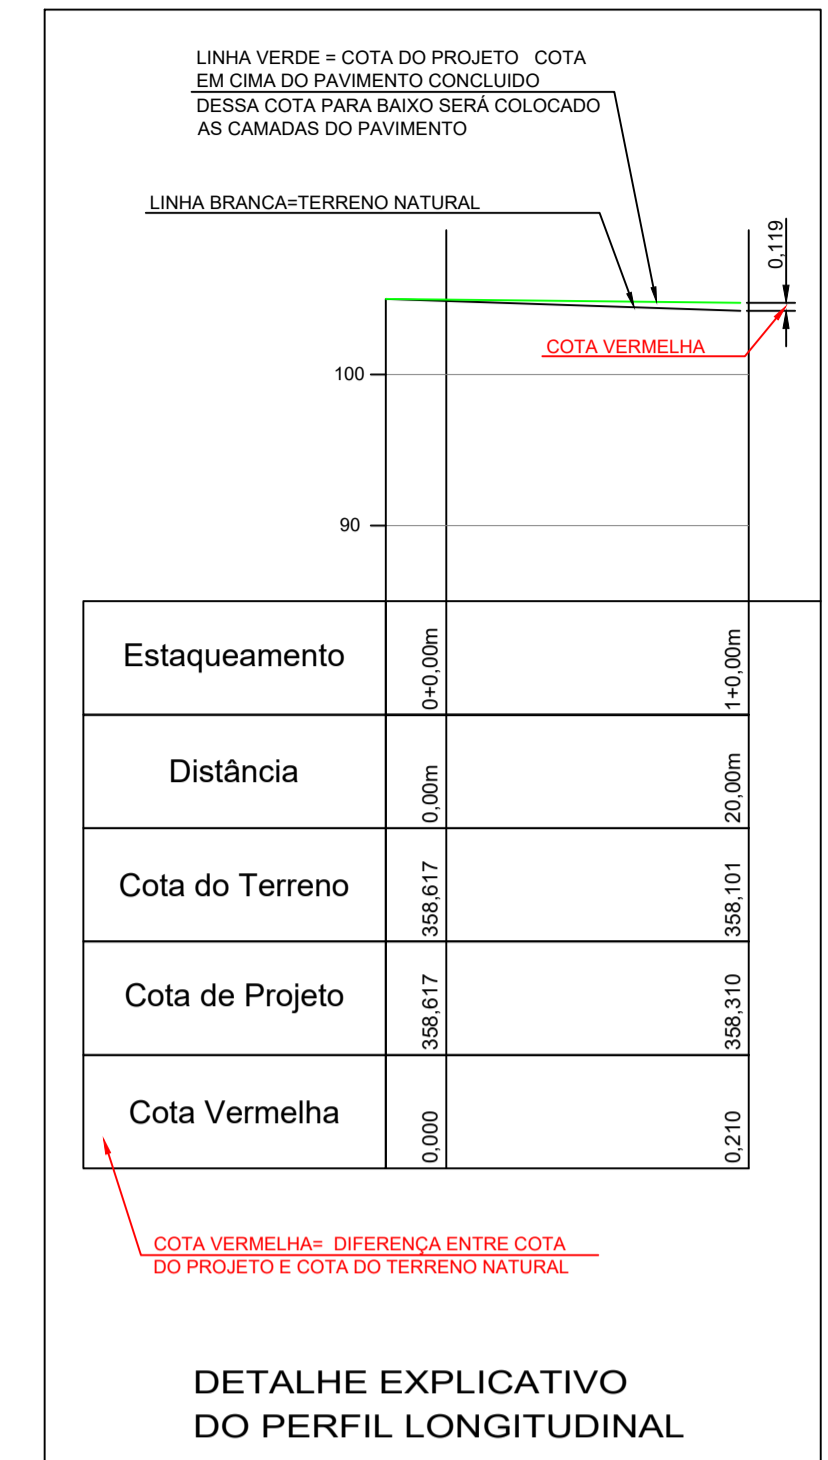 LINHA VERDE = COTA DO PROJETO   COTA
EM CIMA DO PAVIMENTO CONCLUIDO
DESSA COTA PARA BAIXO SERÁ COLOCADO
AS CAMADAS DO PAVIMENTO
LINHA BRANCA=TERRENO NATURAL
0,119
COTA VERMELHA
100
90
Estaqueamento
0+0,00m
1+0,00m
Distância
0,00m
20,00m
Cota do Terreno
358,617
358,101
Cota de Projeto
358,617
358,310
Cota Vermelha
0,000
0,210
COTA VERMELHA=  DIFERENÇA ENTRE COTA
DO PROJETO E COTA DO TERRENO NATURAL
DETALHE EXPLICATIVO
DO PERFIL LONGITUDINAL